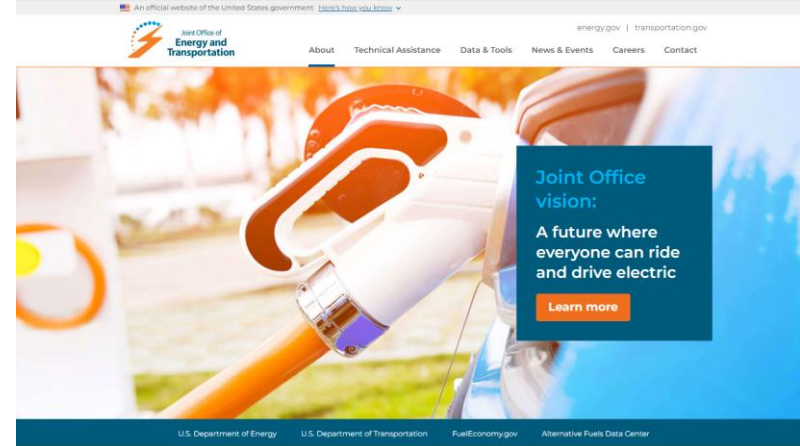 An official website of the United States government Here's how you know
energy.gov | transportation.gov
Joint Office of
Energy and
Transportation
About Technical Assistance Data & Tools News & Events Careers Contact
Joint Office
vision:
A future where
everyone can ride
and drive electric
Learn more
U.S. Department of Energy U.S. Department of Transportation FuelEconomy.gov Alternative Fuels Data Center